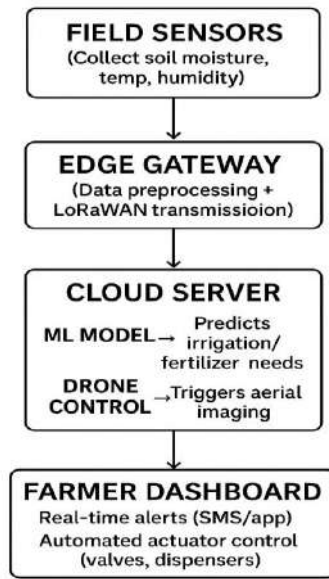 FIELD SENSORS
(Collect soil moisture,
temp, humidity)
EDGE GATEWAY
(Data preprocessing +
LoRaWAN transmissioion)
CLOUD SERVER
ML MODEL → Predicts
irrigation/
fertilizer needs
DRONE
CONTROL → Triggers aerial
imaging
FARMER DASHBOARD
Real-time alerts (SMS/app)
Automated actuator control
(valves, dispensers)